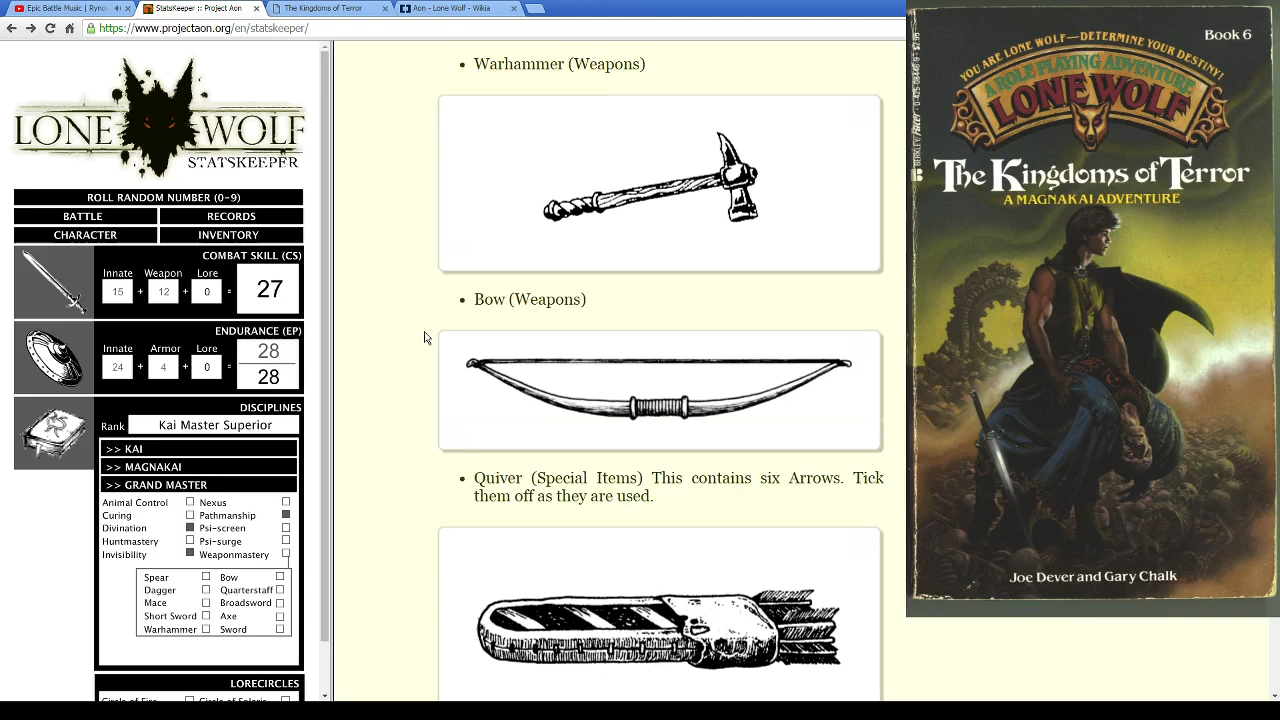 Epic Battle Music | Ryno
StatsKeeper :: Project Aon
The Kingdoms of Terror
Aon - Lone Wolf - Wikia
https://www.projectaon.org/en/statskeeper/
LONE WOLF
STATSKEEPER
ROLL RANDOM NUMBER (0-9)
BATTLE RECORDS
CHARACTER INVENTORY
COMBAT SKILL (CS)
Innate Weapon Lore
15 + 12 + 0 = 27
ENDURANCE (EP)
Innate Armor Lore
28
24 + 4 + 0 =
28
DISCIPLINES
Rank Kai Master Superior
>> KAI
>> MAGNAKAI
>> GRAND MASTER
Animal Control Nexus
Curing Pathmanship
Divination Psi-screen
Huntmastery Psi-surge
Invisibility Weaponmastery
Spear Bow
Dagger Quarterstaff
Mace Broadsword
Short Sword Axe
Warhammer Sword
LORECIRCLES
Circle of Fire Circle of Solaris
• Warhammer (Weapons)
• Bow (Weapons)
• Quiver (Special Items) This contains six Arrows. Tick
them off as they are used.
Book 6
YOU ARE LONE WOLF—DETERMINE YOUR DESTINY!
A ROLE PLAYING ADVENTURE
LONE WOLF
The Kingdoms of Terror
A MAGNAKAI ADVENTURE
Joe Dever and Gary Chalk